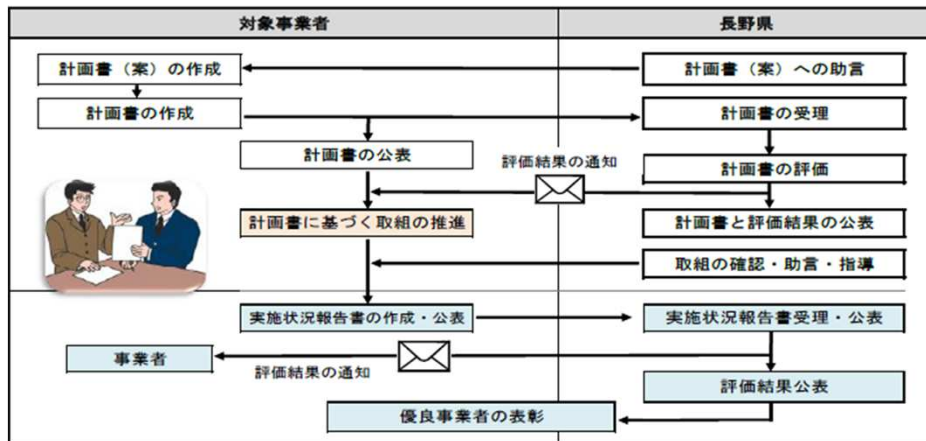 対象事業者
長野県
計画書（案）の作成
計画書（案）への助言
計画書の作成
計画書の受理
計画書の公表
評価結果の通知
計画書の評価
計画書に基づく取組の推進
計画書と評価結果の公表
取組の確認・助言・指導
実施状況報告書の作成・公表
実施状況報告書受理・公表
事業者
評価結果の通知
評価結果公表
優良事業者の表彰